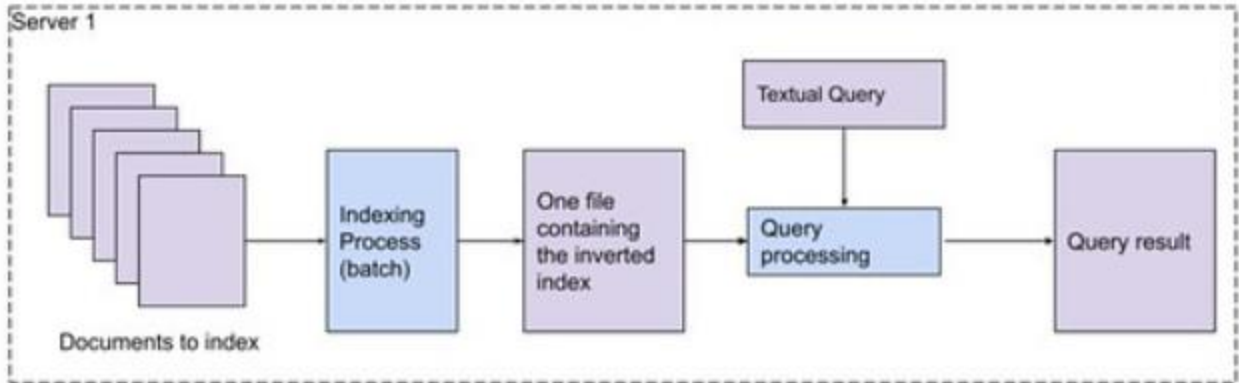 Server 1
Textual Query
Indexing
Process
(batch)
One file
containing
the inverted
index
Query
processing
Query result
Documents to index